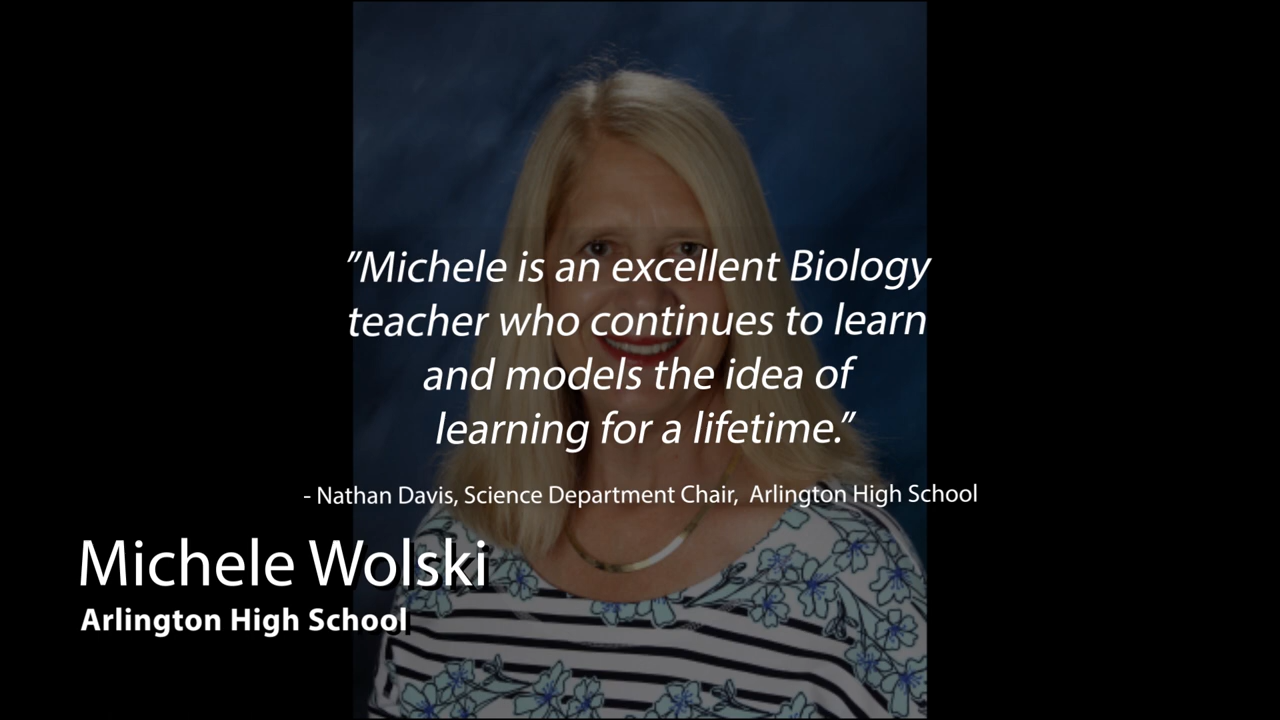 "Michele is an excellent Biology
teacher who continues to learn
and models the idea of
learning for a lifetime."
- Nathan Davis, Science Department Chair, Arlington High School
Michele Wolski
Arlington High School